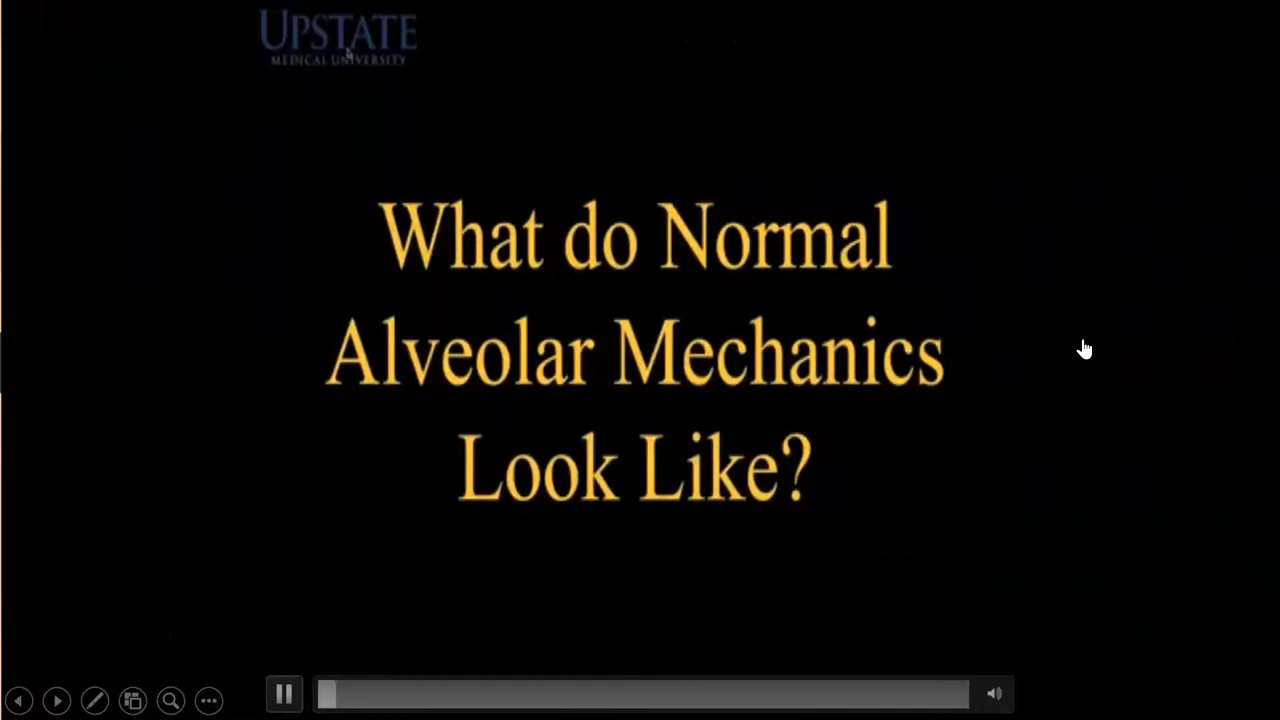 UPSTATE
MEDICAL UNIVERSITY
What do Normal
Alveolar Mechanics
Look Like?